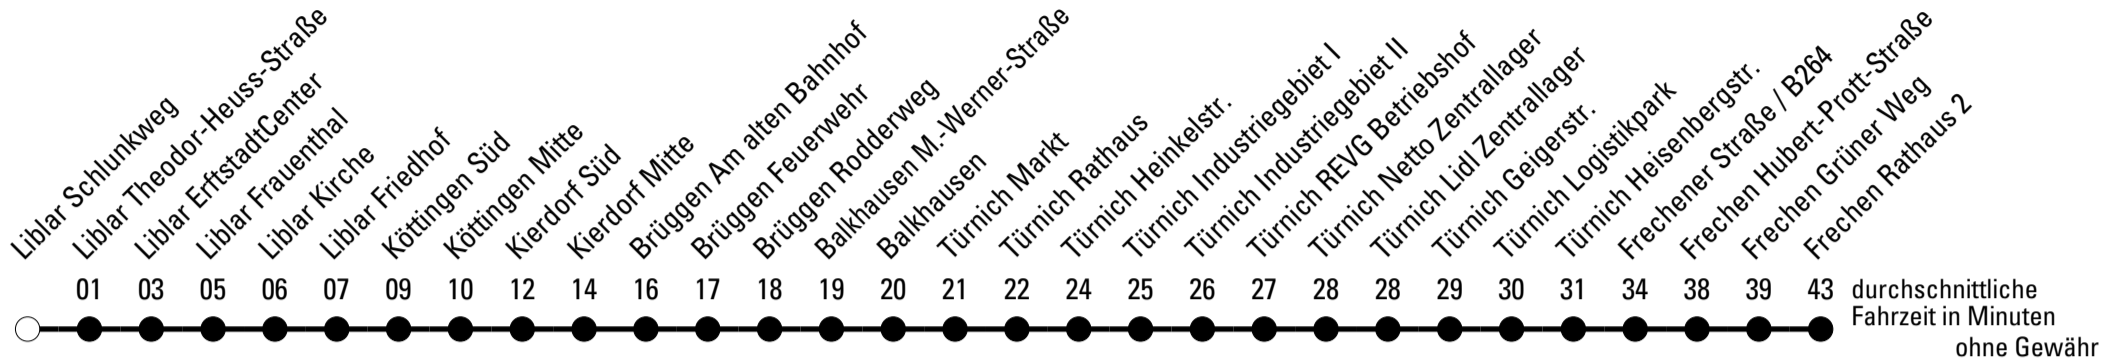 Liblar Schlunkweg
Liblar Theodor-Heuss-Straße
Liblar ErftstadtCenter
Liblar Frauenthal
Liblar Kirche
Liblar Friedhof
Köttingen Süd
Köttingen Mitte
Kierdorf Süd
Kierdorf Mitte
Brüggen Am alten Bahnhof
Brüggen Feuerwehr
Brüggen Rodderweg
Balkhausen M.-Werner-Straße
Balkhausen
Türnich Markt
Türnich Rathaus
Türnich Heinkelstr.
Türnich Industriegebiet I
Türnich Industriegebiet II
Türnich REVG Betriebshof
Türnich Netto Zentrallager
Türnich Lidl Zentrallager
Türnich Geigerstr.
Türnich Logistikpark
Türnich Heisenbergstr.
Frechener Straße / B264
Frechen Hubert-Prott-Straße
Frechen Grüner Weg
Frechen Rathaus 2
01 03 05 06 07 09 10 12 14 16 17 18 19 20 21 22 24 25 26 27 28 28 29 30 31 34 38 39 43
durchschnittliche
Fahrzeit in Minuten
ohne Gewähr